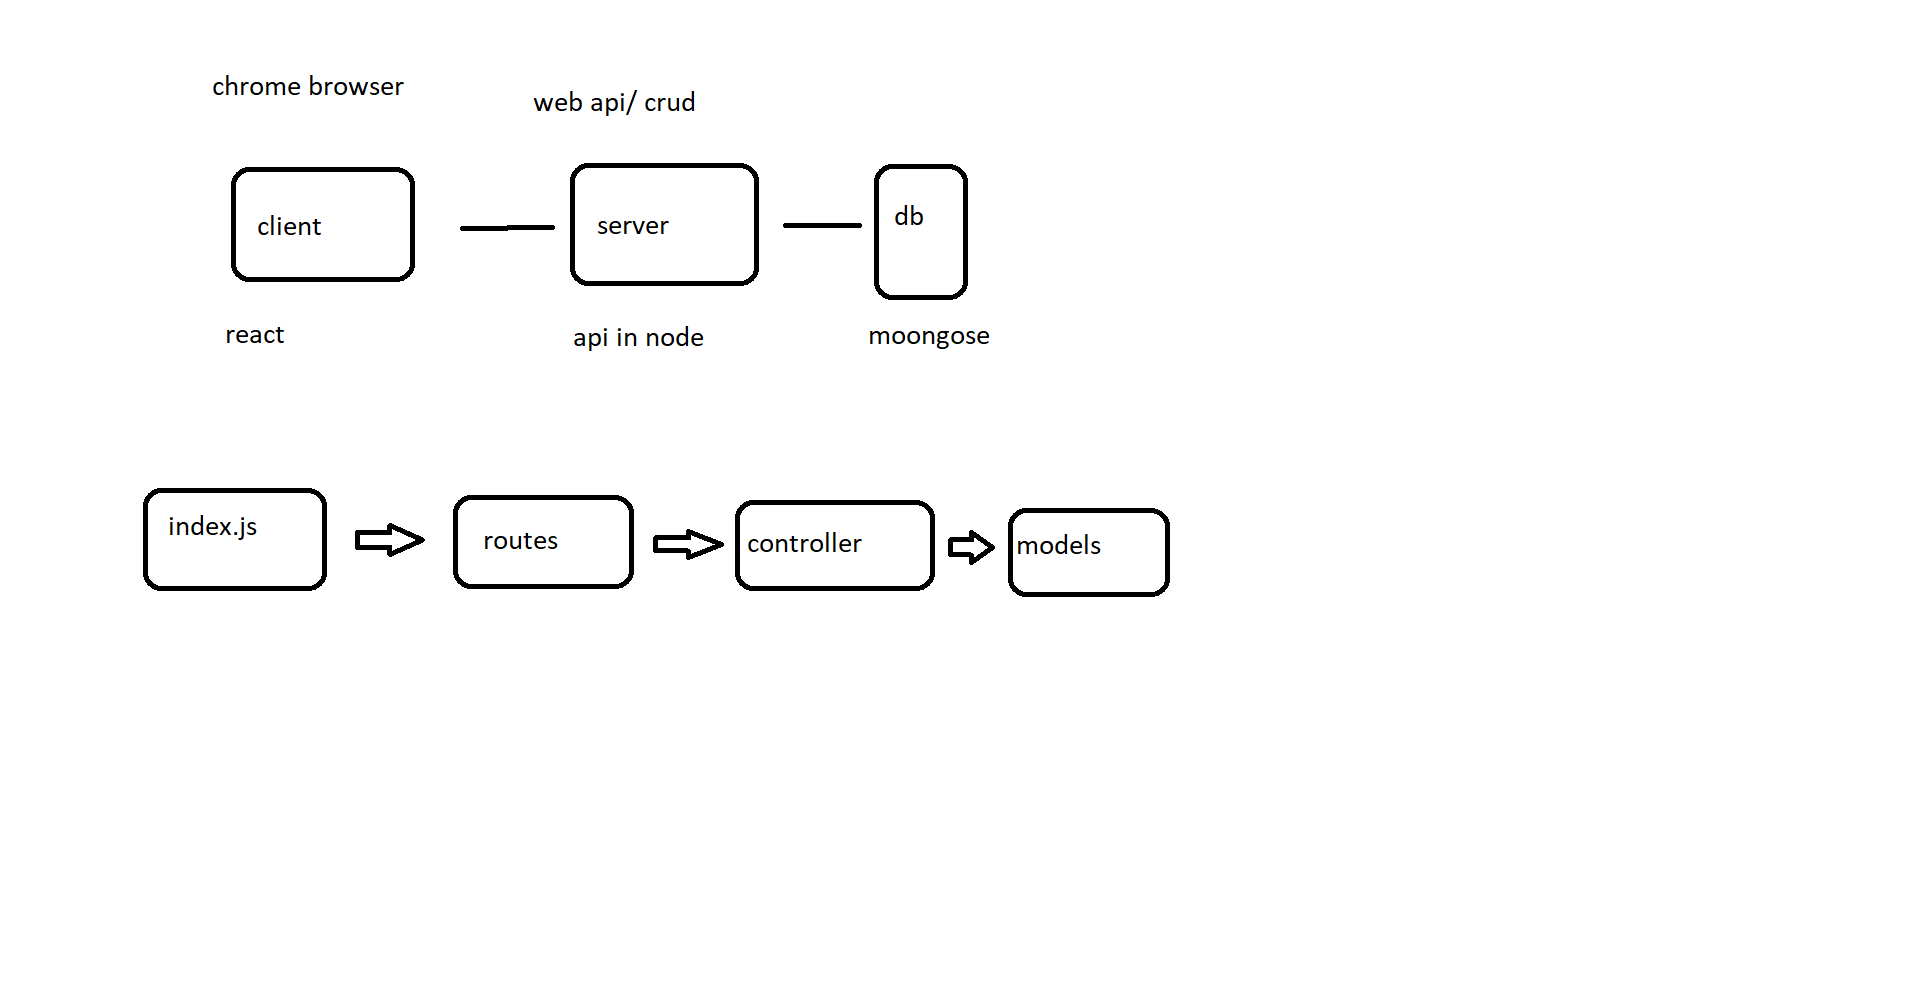 chrome browser
web api/ crud
client
server
db
react
api in node
moongose
index.js
routes
controller
models